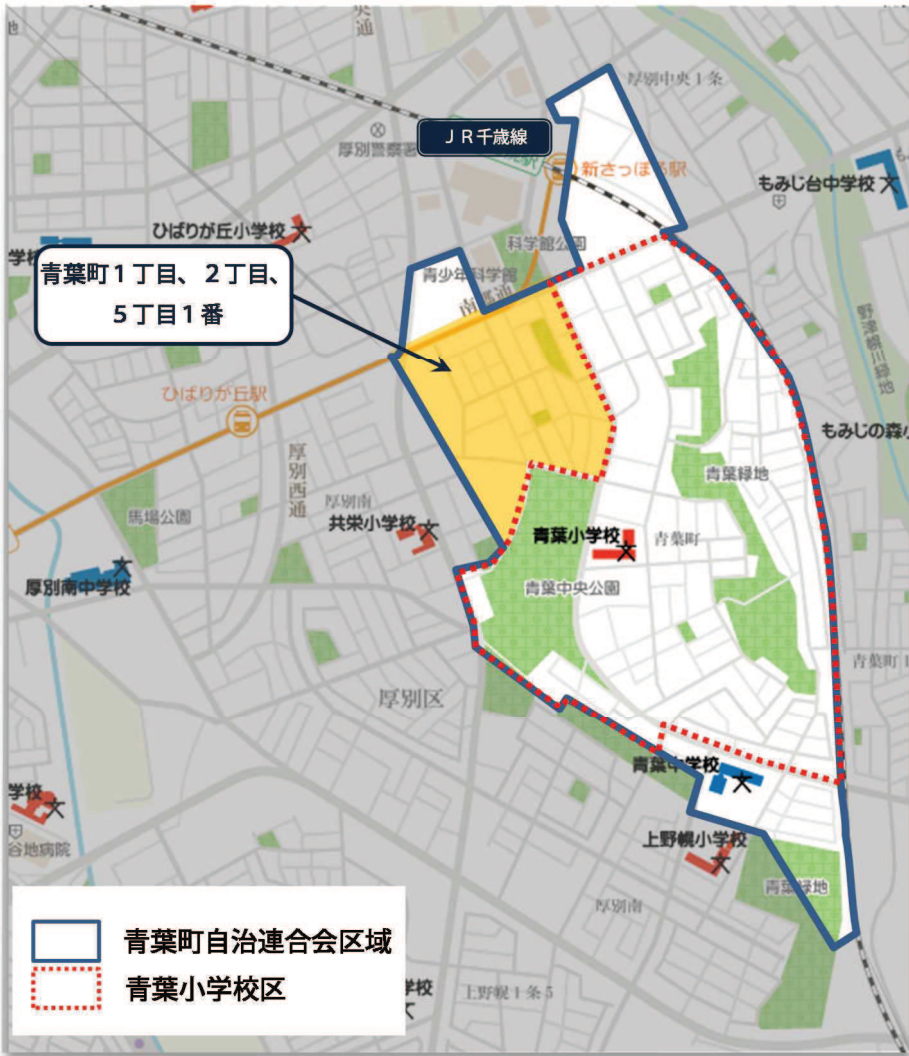 厚別中央1条
ＪＲ千歳線
厚別警察署
新さっぽろ駅
もみじ台中学校
ひばりが丘小学校
学校
科学館公園
青少年科学館
南郷通
青葉町１丁目、２丁目、
５丁目１番
野津幌川緑地
ひばりが丘駅
もみじの森小
厚別西通
青葉緑地
厚別南
馬場公園
共栄小学校
青葉小学校
青葉町
厚別南中学校
青葉中央公園
青葉町
厚別区
青葉中学校
学校
谷地病院
上野幌小学校
青葉緑地
厚別南
青葉町自治連合会区域
青葉小学校区
学校
上野幌1条5